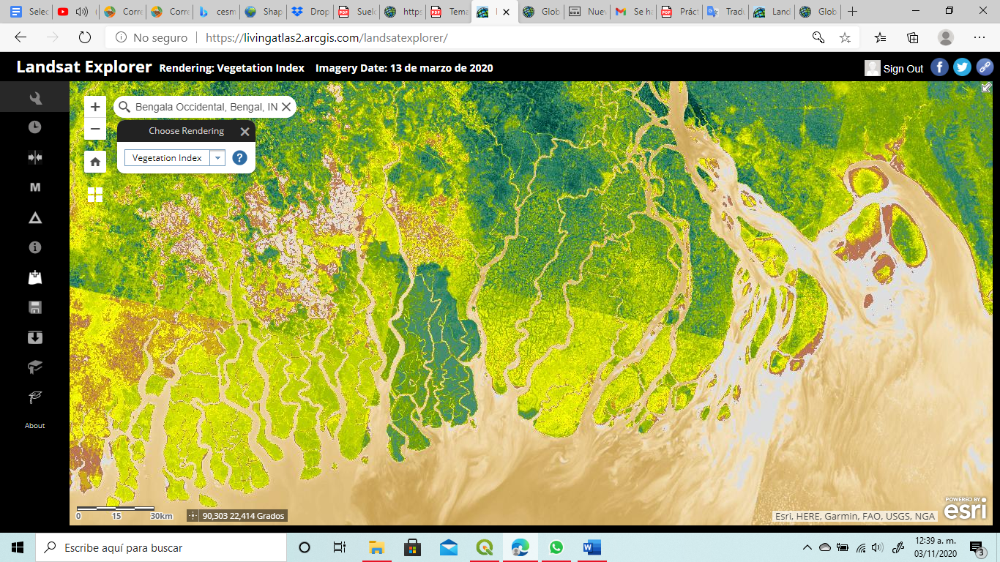 Selec
(
Corre
Corre
cesm
Shap
Drop
Suelo
https
Tema
Glob
Nuev
Se ha
Práct
Tradu
Land
Glob
No seguro https://livingatlas2.arcgis.com/landsatexplorer/
Landsat Explorer Rendering: Vegetation Index Imagery Date: 13 de marzo de 2020 Sign Out
+
Bengala Occidental, Bengal, IN
−
Choose Rendering
Vegetation Index ?
M
About
0 15 30km
90,303 22,414 Grados
POWERED BY
esri
Esri, HERE, Garmin, FAO, USGS, NGA
Escribe aquí para buscar
12:39 a. m.
03/11/2020
3